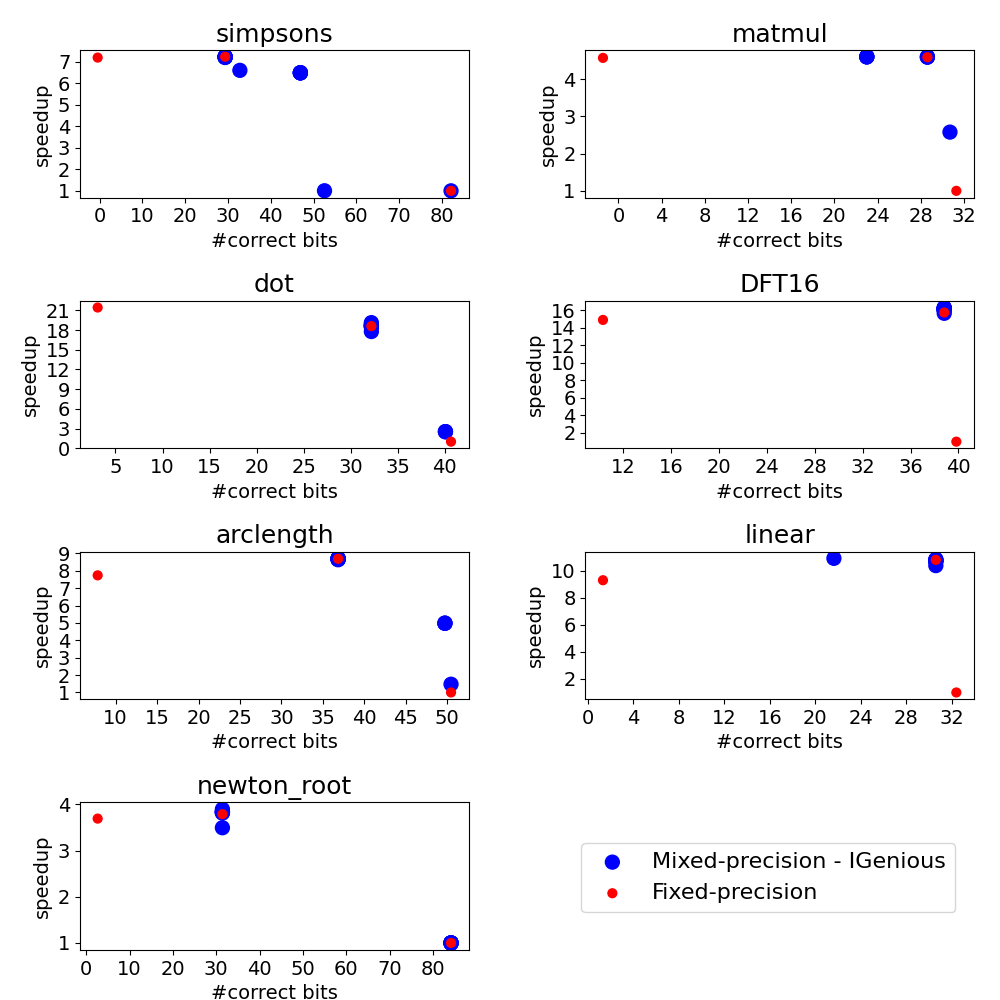 simpsons
7
6
5
4
3
2
1
speedup
0 10 20 30 40 50 60 70 80
#correct bits
matmul
4
3
2
1
speedup
0 4 8 12 16 20 24 28 32
#correct bits
dot
21
18
15
12
9
6
3
0
speedup
5 10 15 20 25 30 35 40
#correct bits
DFT16
16
14
12
10
8
6
4
2
speedup
12 16 20 24 28 32 36 40
#correct bits
arclength
9
8
7
6
5
4
3
2
1
speedup
10 15 20 25 30 35 40 45 50
#correct bits
linear
10
8
6
4
2
speedup
0 4 8 12 16 20 24 28 32
#correct bits
newton_root
4
3
2
1
speedup
0 10 20 30 40 50 60 70 80
#correct bits
Mixed-precision - IGenious
Fixed-precision